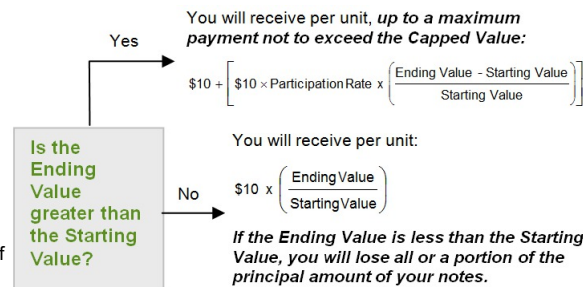 You will receive per unit, up to a maximum
payment not to exceed the Capped Value:
Yes
$10 + [ $10 × Participation Rate x ( Ending Value - Starting Value / Starting Value ) ]
Is the
Ending
Value
greater than
the Starting
Value?
f
No
You will receive per unit:
$10 x ( Ending Value / Starting Value )
If the Ending Value is less than the Starting
Value, you will lose all or a portion of the
principal amount of your notes.